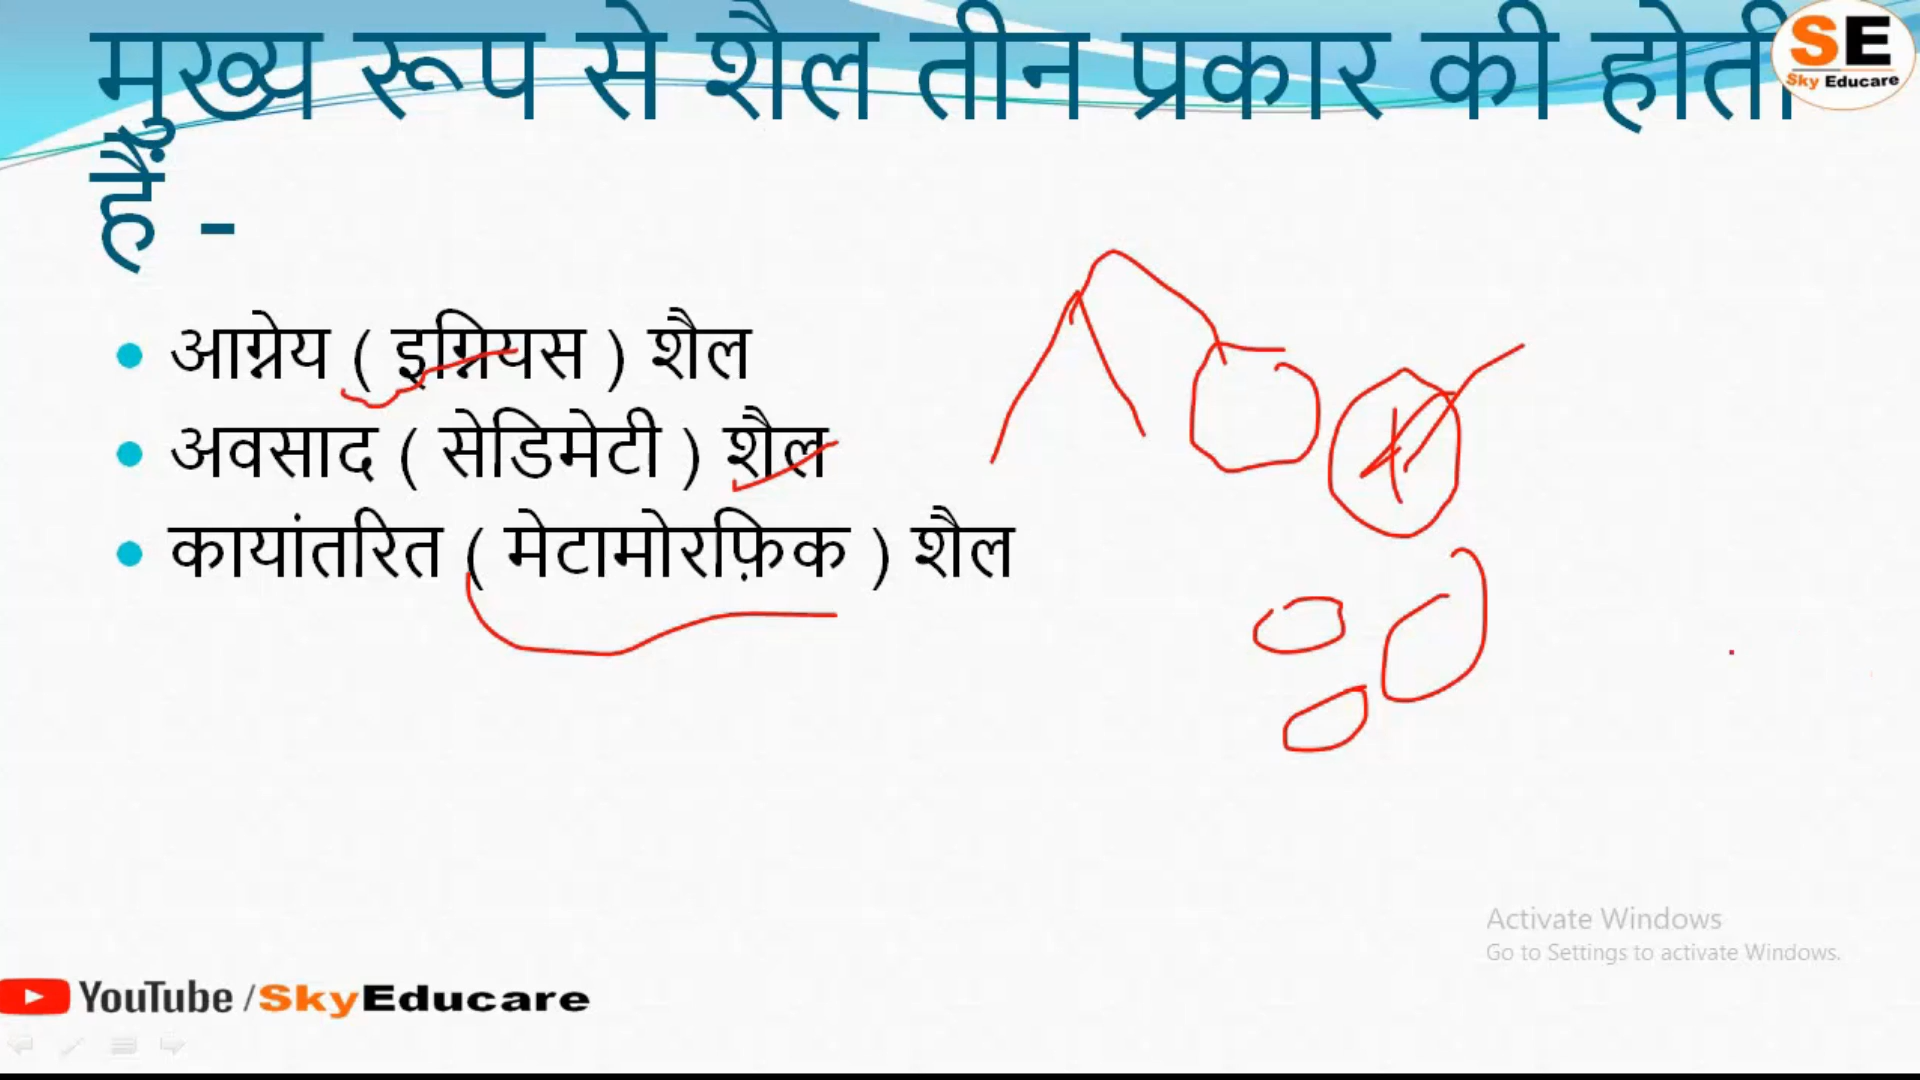 मुख्य रूप से शैल तीन प्रकार की होती
हैं -
SE
Sky Educare
• आग्नेय ( इग्नियस ) शैल
• अवसाद ( सेडिमेटी ) शैल
• कायांतरित ( मेटामोरफ़िक ) शैल
Activate Windows
Go to Settings to activate Windows.
YouTube /SkyEducare